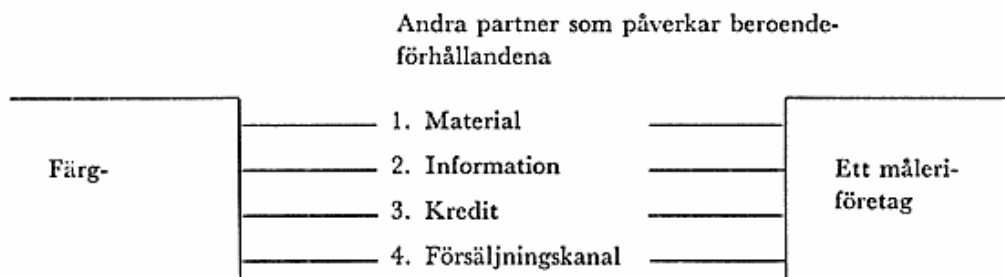 Andra partner som påverkar beroende-
förhållandena
1. Material
Färg-
2. Information
Ett måleri-
företag
3. Kredit
4. Försäljningskanal